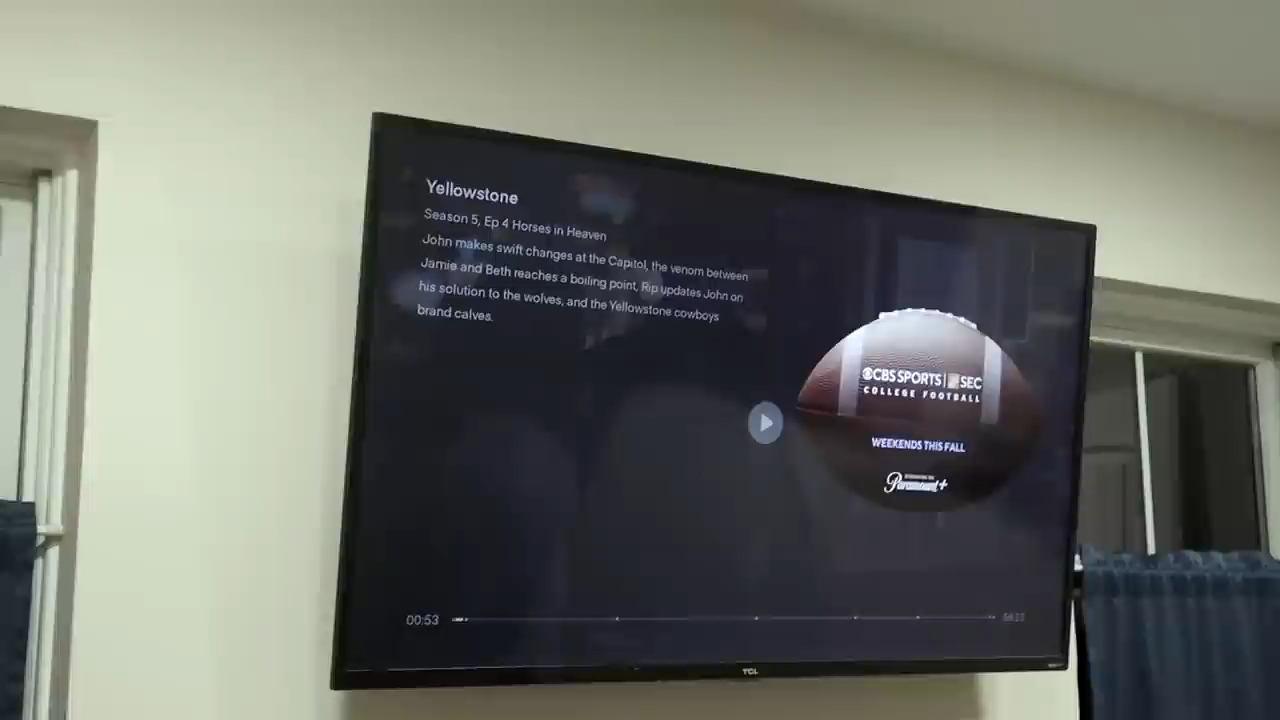 Yellowstone
Season 5, Ep 4 Horses in Heaven
John makes swift changes at the Capitol, the venom between
Jamie and Beth reaches a boiling point, Rip updates John on
his solution to the wolves, and the Yellowstone cowboys
brand calves.
CBS SPORTS | SEC
COLLEGE FOOTBALL
WEEKENDS THIS FALL
Paramount+
00:53
TCL